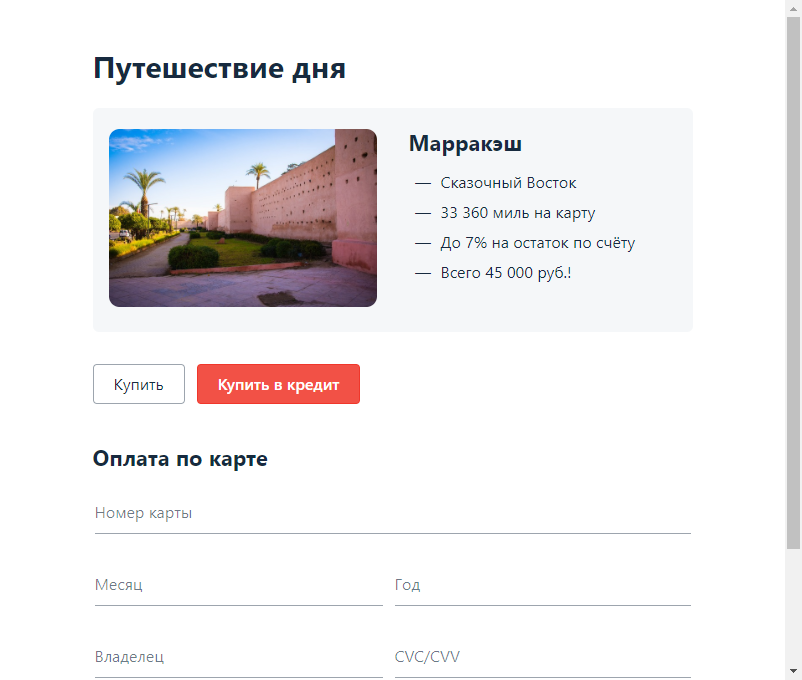 Путешествие дня
Марракэш
— Сказочный Восток
— 33 360 миль на карту
— До 7% на остаток по счёту
— Всего 45 000 руб.!
Купить Купить в кредит
Оплата по карте
Номер карты
Месяц Год
Владелец CVC/CVV